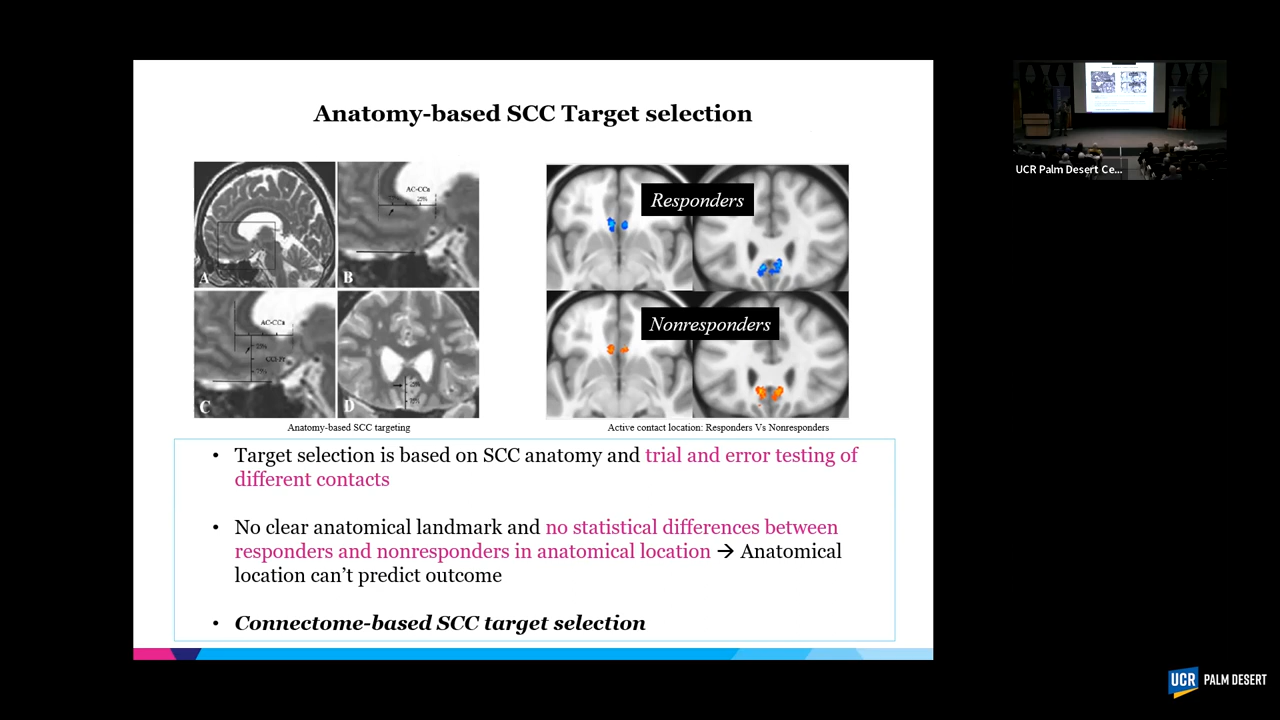 Anatomy-based SCC Target selection
AC-CCa
25%
A
B
AC-CCa
25%
75%
C
D
Responders
Nonresponders
Anatomy-based SCC targeting
Active contact location: Responders Vs Nonresponders
• Target selection is based on SCC anatomy and trial and error testing of
different contacts
• No clear anatomical landmark and no statistical differences between
responders and nonresponders in anatomical location → Anatomical
location can't predict outcome
• Connectome-based SCC target selection
UCR Palm Desert Ce...
UCR PALM DESERT